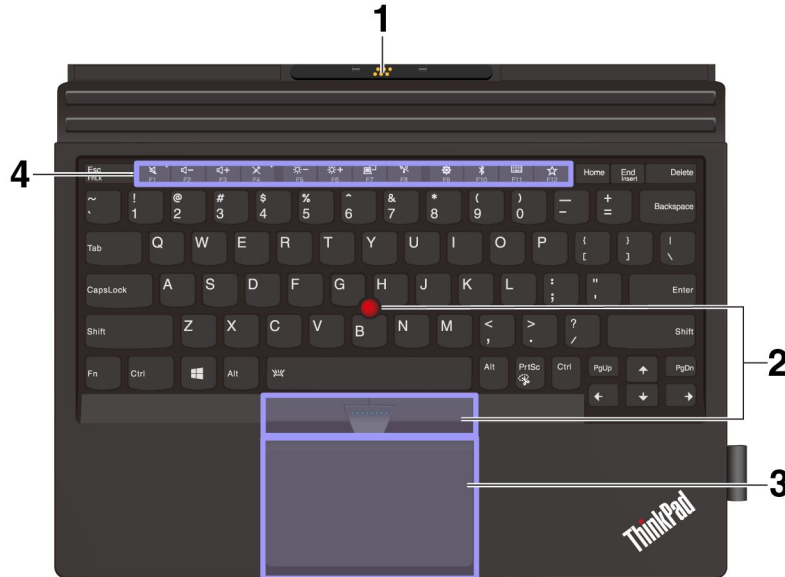 1
4
Esc FnLk F1 F2 F3 F4 F5 F6 F7 F8 F9 F10 F11 F12 Home End Insert Delete
~ ` ! 1 @ 2 # 3 $ 4 % 5 ^ 6 & 7 * 8 ( 9 ) 0 — - + = Backspace
Tab Q W E R T Y U I O P { [ } ] | \
CapsLock A S D F G H J K L : ; " ' Enter
Shift Z X C V B N M < , > . ? / Shift
2
Fn Ctrl Alt Alt PrtSc Ctrl PgUp PgDn
3
ThinkPad